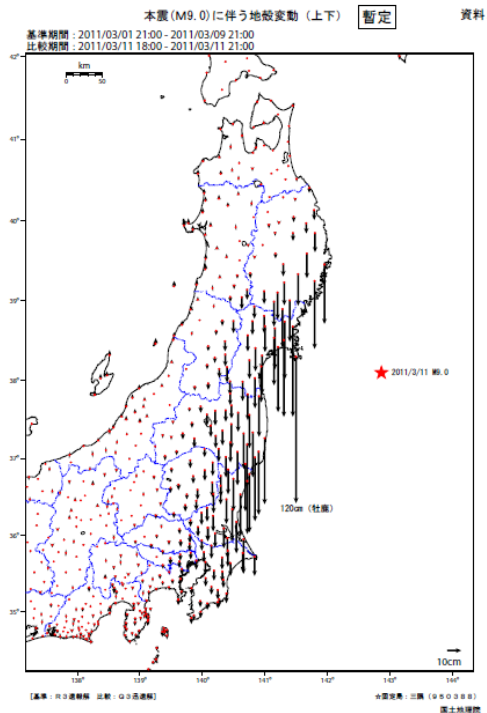 本震(M9.0)に伴う地殻変動(上下) 暫定 資料
基準期間:2011/03/01 21:00 - 2011/03/09 21:00
比較期間:2011/03/11 18:00 - 2011/03/11 21:00
km
0 50
42°
41°
40°
39°
38°
37°
36°
35°
2011/3/11 M9.0
120cm(牡鹿)
10cm
138° 139° 140° 141° 142° 143° 144°
[基準:R3速報解 比較:Q3迅速解]
☆固定局:三隅(950388)
国土地理院